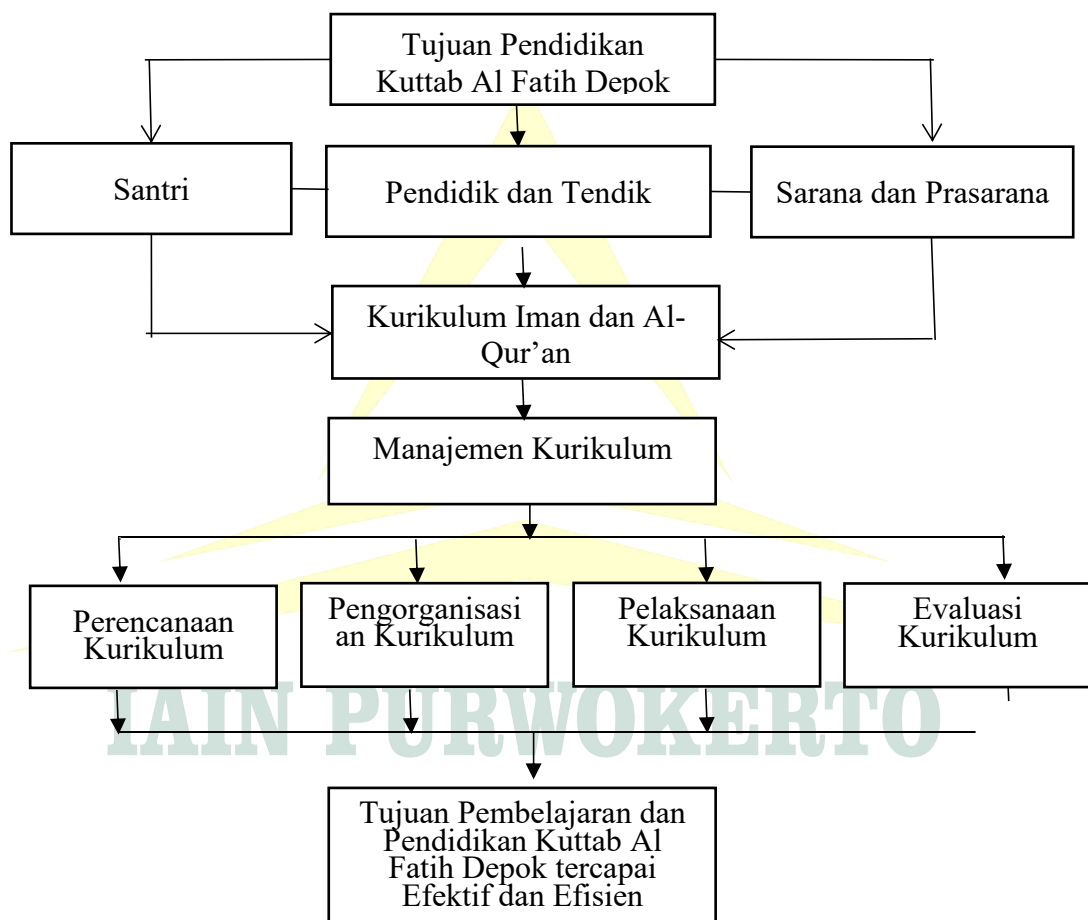 Tujuan Pendidikan
Kuttab Al Fatih Depok
Santri
Pendidik dan Tendik
Sarana dan Prasarana
Kurikulum Iman dan Al-
Qur’an
Manajemen Kurikulum
Perencanaan
Kurikulum
Pengorganisasi
an Kurikulum
Pelaksanaan
Kurikulum
Evaluasi
Kurikulum
IAIN PURWOKERTO
Tujuan Pembelajaran dan
Pendidikan Kuttab Al
Fatih Depok tercapai
Efektif dan Efisien